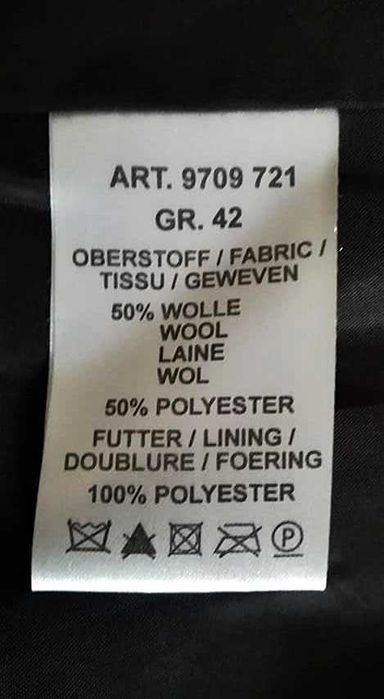 ART. 9709 721
GR. 42
OBERSTOFF / FABRIC /
TISSU / GEWEVEN
50% WOLLE
WOOL
LAINE
WOL
50% POLYESTER
FUTTER / LINING /
DOUBLURE / FOERING
100% POLYESTER
P